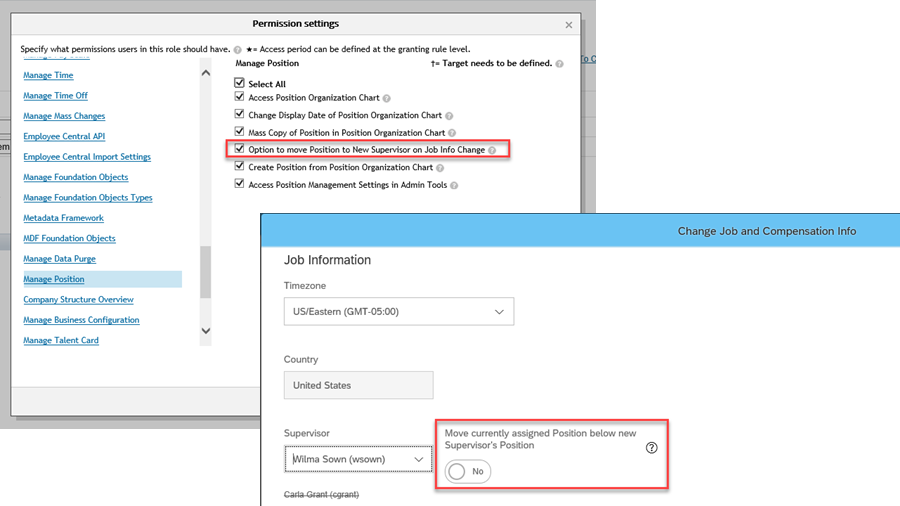 Permission settings
Specify what permissions users in this role should have. ? ★= Access period can be defined at the granting rule level.
Manage Position
†= Target needs to be defined. ?
Manage Time
Manage Time Off
Manage Mass Changes
Employee Central API
Employee Central Import Settings
Manage Foundation Objects
Manage Foundation Objects Types
Metadata Framework
MDF Foundation Objects
Manage Data Purge
Manage Position
Company Structure Overview
Manage Business Configuration
Manage Talent Card
Select All
Access Position Organization Chart ?
Change Display Date of Position Organization Chart ?
Mass Copy of Position in Position Organization Chart ?
Option to move Position to New Supervisor on Job Info Change ?
Create Position from Position Organization Chart ?
Access Position Management Settings in Admin Tools ?
To O
em
Change Job and Compensation Info
Job Information
Timezone
US/Eastern (GMT-05:00)
Country
United States
Supervisor
Wilma Sown (wsown)
Carla Grant (cgrant)
Move currently assigned Position below new
Supervisor's Position
?
No